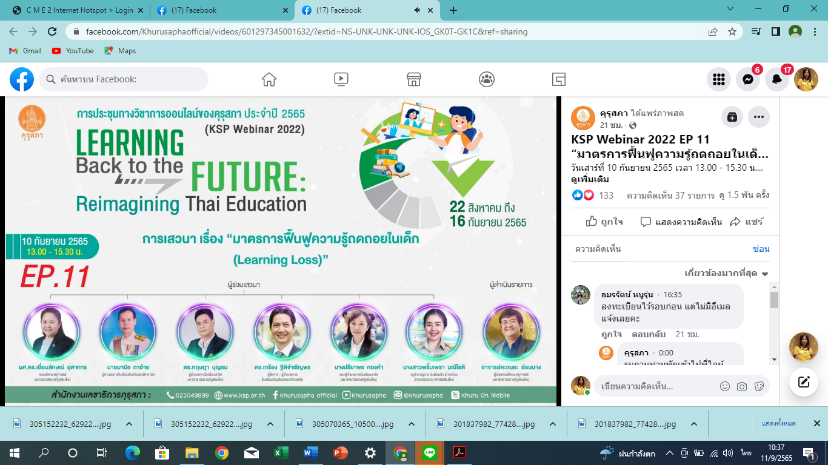 C M E 2 Internet Hotspot > Login
(17) Facebook
(17) Facebook
facebook.com/Khurusaphaofficial/videos/601297345001632/?extid=NS-UNK-UNK-UNK-IOS_GK0T-GK1C&ref=sharing
Gmail
YouTube
Maps
ค้นหาบน Facebook:
6
17
คุรุสภา
การประชุมทางวิชาการออนไลน์ของคุรุสภา ประจำปี 2565
(KSP Webinar 2022)
LEARNING
Back to the
FUTURE:
Reimagining Thai Education
22 สิงหาคม ถึง
16 กันยายน 2565
10 กันยายน 2565
13.00 - 15.30 น.
EP.11
การเสวนา เรื่อง “มาตรการฟื้นฟูความรู้ถดถอยในเด็ก
(Learning Loss)”
ผู้ร่วมเสวนา
ผู้ดำเนินรายการ
สำนักงานเลขาธิการคุรุสภา :
023049899
www.ksp.or.th
Khurusapha official
Khurusapha
@khurusapha
Khuru On Mobile
คุรุสภา ได้แพร่ภาพสด
21 ชม.
KSP Webinar 2022 EP 11
“มาตรการฟื้นฟูความรู้ถดถอยในเด็...
วันเสาร์ที่ 10 กันยายน 2565 เวลา 13.00 - 15.30 น....
ดูเพิ่มเติม
133
ความคิดเห็น 37 รายการ
ดู 1.5 พัน ครั้ง
ถูกใจ
แสดงความคิดเห็น
แชร์
ความคิดเห็น
ซ่อน
เกี่ยวข้องมากที่สุด
16:35
ลงทะเบียนไว้รอบก่อน แต่ไม่มีอีเมล
แจ้งเลยคะ
ถูกใจ
ตอบกลับ
21 ชม.
คุรุสภา
0:00
เขียนความคิดเห็น...
305152232_62922....jpg
305152232_62922....jpg
305070365_10500....jpg
301837982_77428....jpg
301837982_77428....jpg
แสดงทั้งหมด
ฝนกำลังตก
ไทย
10:37
11/9/2565